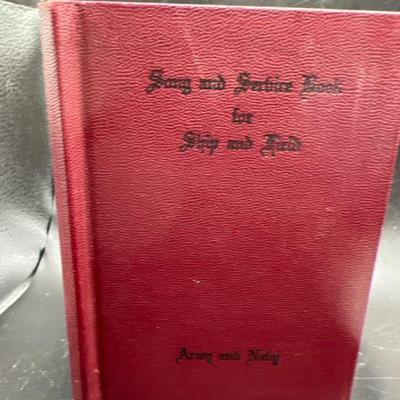 Song and Service Book
for
Ship and Field
Army and Navy